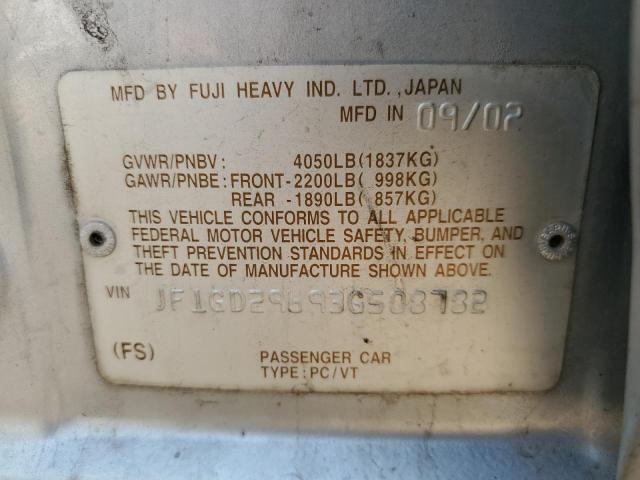 MFD BY FUJI HEAVY IND. LTD., JAPAN
MFD IN 09/02
GVWR/PNBV: 4050LB(1837KG)
GAWR/PNBE: FRONT-2200LB( 998KG)
REAR -1890LB( 857KG)
THIS VEHICLE CONFORMS TO ALL APPLICABLE
FEDERAL MOTOR VEHICLE SAFETY, BUMPER, AND
THEFT PREVENTION STANDARDS IN EFFECT ON
THE DATE OF MANUFACTURE SHOWN ABOVE.
VIN
(FS)
PASSENGER CAR
TYPE:PC/VT